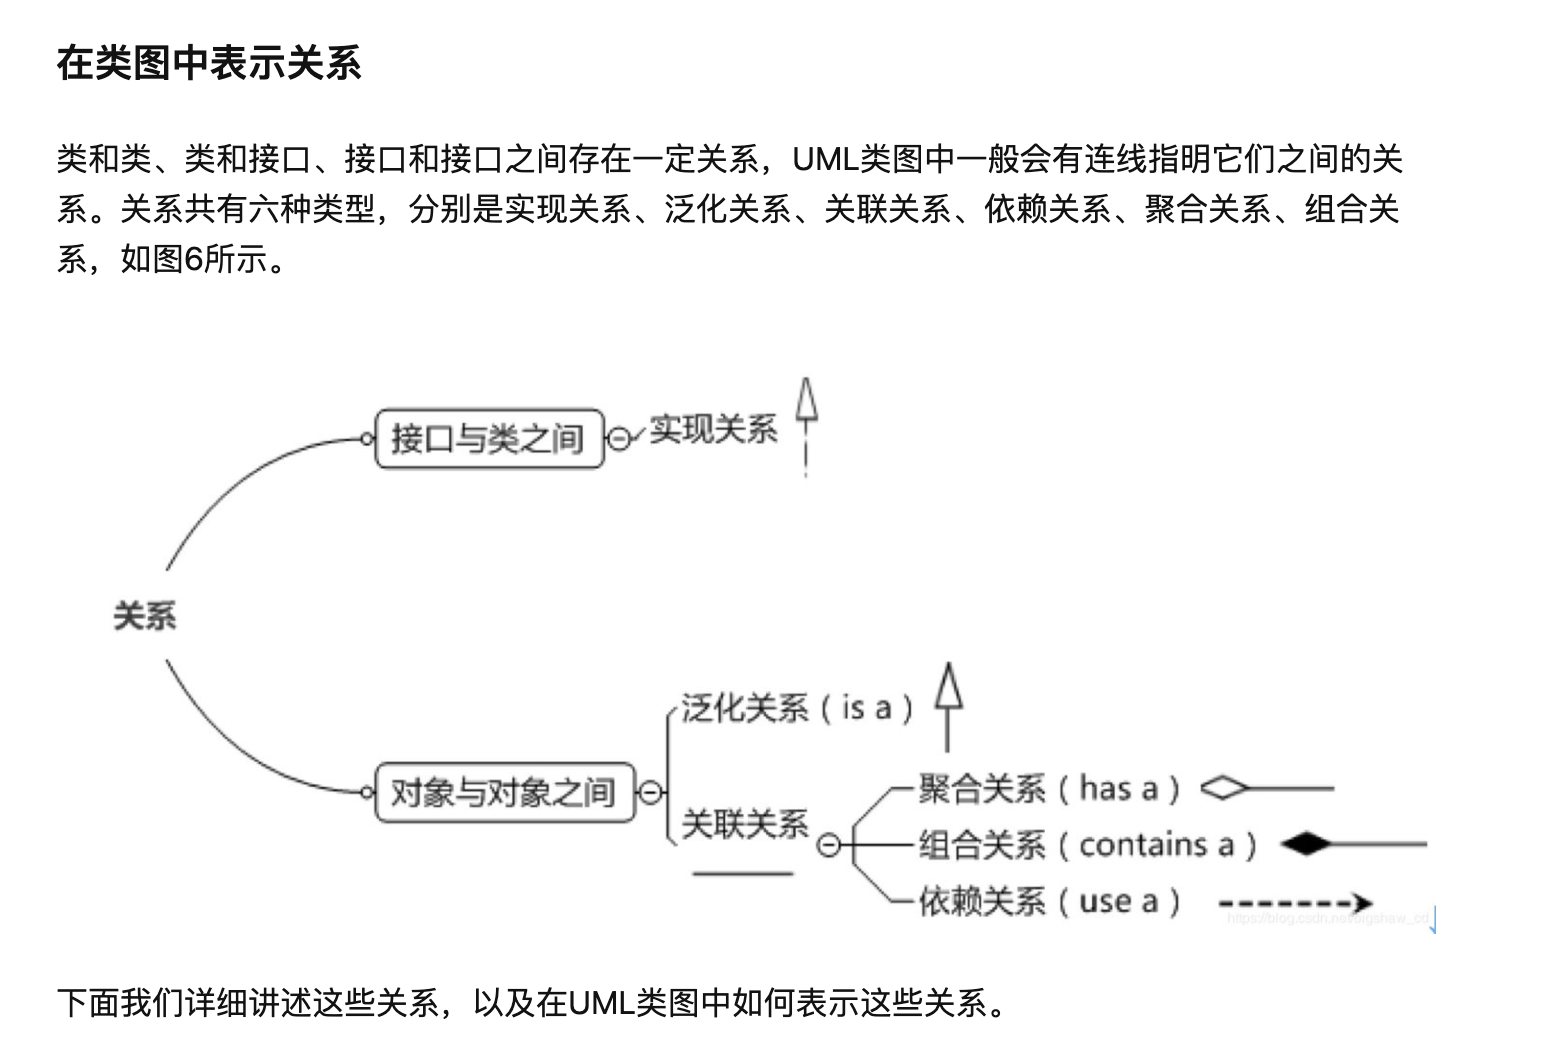 在类图中表示关系
类和类、类和接口、接口和接口之间存在一定关系，UML类图中一般会有连线指明它们之间的关
系。关系共有六种类型，分别是实现关系、泛化关系、关联关系、依赖关系、聚合关系、组合关
系，如图6所示。
接口与类之间
实现关系
关系
泛化关系（is a）
对象与对象之间
聚合关系（has a）
关联关系
组合关系（contains a）
依赖关系（use a）
https://blog.csdn.net/bigshaw_cd
下面我们详细讲述这些关系，以及在UML类图中如何表示这些关系。